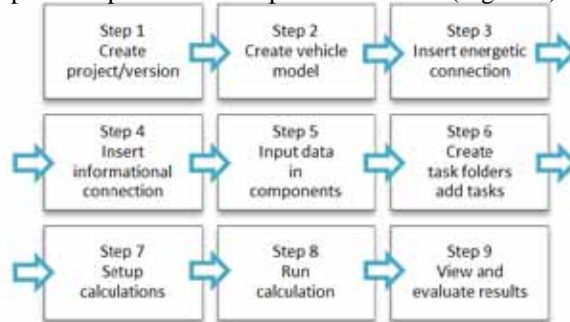 Step 1
Create
project/version
Step 2
Create vehicle
model
Step 3
Insert energetic
connection
Step 4
Insert
informational
connection
Step 5
Input data
in
components
Step 6
Create
task folders
add tasks
Step 7
Setup
calculations
Step 8
Run
calculation
Step 9
View and
evaluate results